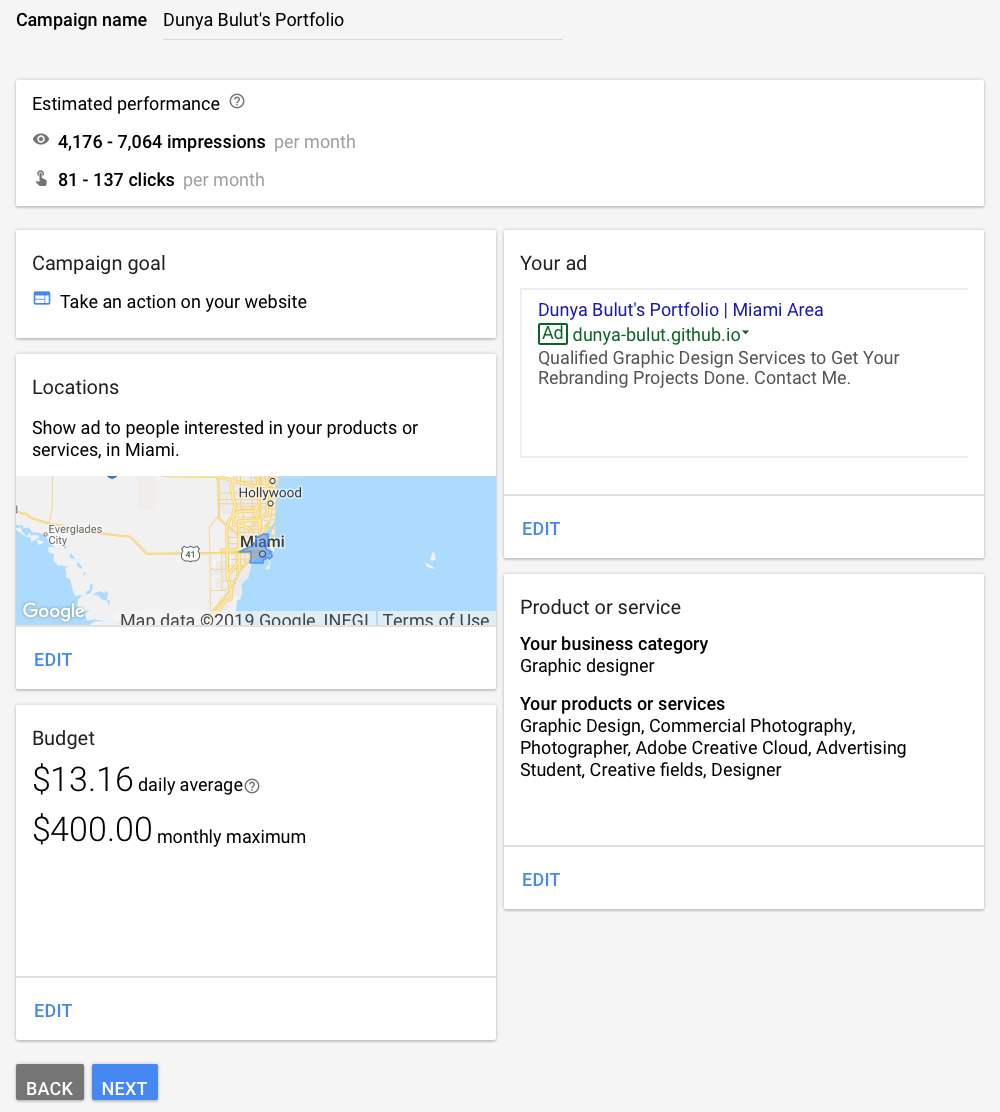 Campaign name Dunya Bulut's Portfolio
Estimated performance
4,176 - 7,064 impressions per month
81 - 137 clicks per month
Campaign goal
Take an action on your website
Locations
Show ad to people interested in your products or
services, in Miami.
Hollywood
Everglades
City
Miami
41
Google
Map data ©2019 Google, INEGI Terms of Use
EDIT
Budget
$13.16 daily average
$400.00 monthly maximum
EDIT
Your ad
Dunya Bulut's Portfolio | Miami Area
Ad dunya-bulut.github.io
Qualified Graphic Design Services to Get Your
Rebranding Projects Done. Contact Me.
EDIT
Product or service
Your business category
Graphic designer
Your products or services
Graphic Design, Commercial Photography,
Photographer, Adobe Creative Cloud, Advertising
Student, Creative fields, Designer
EDIT
BACK NEXT